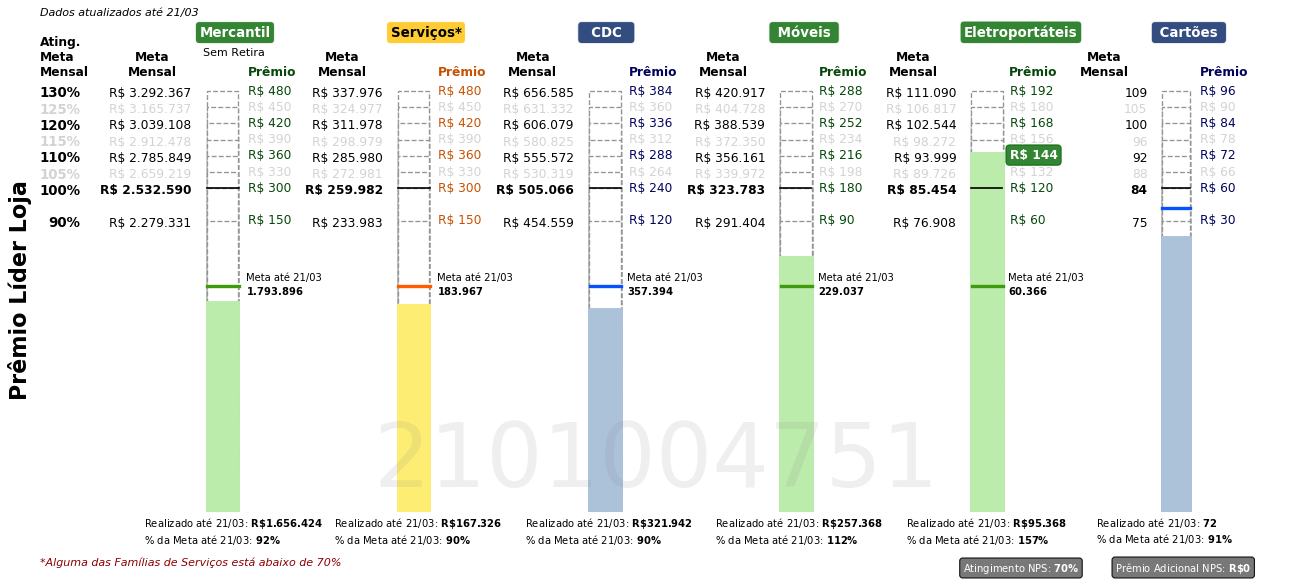 Dados atualizados até 21/03
Mercantil Serviços* CDC Móveis Eletroportáteis Cartões
Sem Retira
Ating. Meta Mensal Meta Mensal Prêmio Meta Mensal Prêmio Meta Mensal Prêmio Meta Mensal Prêmio Meta Mensal Prêmio Meta Mensal Prêmio
130% R$ 3.292.367 R$ 480 R$ 337.976 R$ 480 R$ 656.585 R$ 384 R$ 420.917 R$ 288 R$ 111.090 R$ 192 109 R$ 96
125% R$ 3.165.737 R$ 450 R$ 324.977 R$ 450 R$ 631.332 R$ 360 R$ 404.728 R$ 270 R$ 106.817 R$ 180 105 R$ 90
120% R$ 3.039.108 R$ 420 R$ 311.978 R$ 420 R$ 606.079 R$ 336 R$ 388.539 R$ 252 R$ 102.544 R$ 168 100 R$ 84
115% R$ 2.912.478 R$ 390 R$ 298.979 R$ 390 R$ 580.825 R$ 312 R$ 372.350 R$ 234 R$ 98.272 R$ 156 96 R$ 78
110% R$ 2.785.849 R$ 360 R$ 285.980 R$ 360 R$ 555.572 R$ 288 R$ 356.161 R$ 216 R$ 93.999 R$ 144 92 R$ 72
105% R$ 2.659.219 R$ 330 R$ 272.981 R$ 330 R$ 530.319 R$ 264 R$ 339.972 R$ 198 R$ 89.726 R$ 132 88 R$ 66
100% R$ 2.532.590 R$ 300 R$ 259.982 R$ 300 R$ 505.066 R$ 240 R$ 323.783 R$ 180 R$ 85.454 R$ 120 84 R$ 60
90% R$ 2.279.331 R$ 150 R$ 233.983 R$ 150 R$ 454.559 R$ 120 R$ 291.404 R$ 90 R$ 76.908 R$ 60 75 R$ 30
Prêmio Líder Loja
Meta até 21/03 Meta até 21/03 Meta até 21/03 Meta até 21/03 Meta até 21/03
1.793.896 183.967 357.394 229.037 60.366
2101004751
Realizado até 21/03: R$1.656.424 Realizado até 21/03: R$167.326 Realizado até 21/03: R$321.942 Realizado até 21/03: R$257.368 Realizado até 21/03: R$95.368 Realizado até 21/03: 72
% da Meta até 21/03: 92% % da Meta até 21/03: 90% % da Meta até 21/03: 90% % da Meta até 21/03: 112% % da Meta até 21/03: 157% % da Meta até 21/03: 91%
*Alguma das Famílias de Serviços está abaixo de 70% Atingimento NPS: 70% Prêmio Adicional NPS: R$0